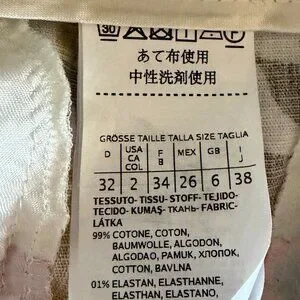 30
あて布使用
中性洗剤使用
GRÖSSE TAILLE TALLA SIZE TAGLIA
D USA CA COL F B MEX GB I J
32 2 34 26 6 38
TESSUTO- TISSU- STOFF- TEJIDO-
TECIDO- KUMAŞ- ТКАНЬ- FABRIC-
LÁTKA
99% COTONE, COTON,
BAUMWOLLE, ALGODON,
ALGODAO, PAMUK, ХЛОПОК,
COTTON, BAVLNA
01% ELASTAN, ELASTHANNE,
ELASTHAN, ELASTANO,